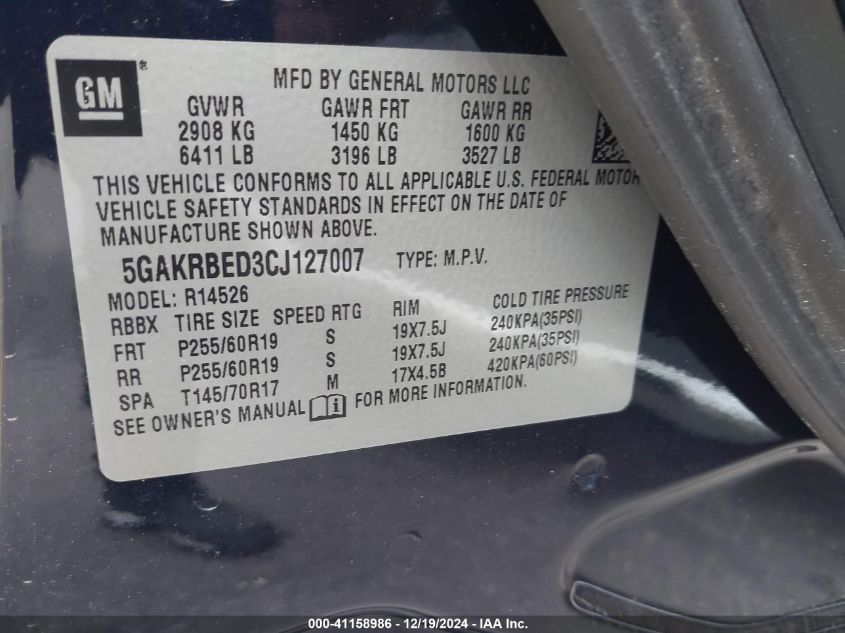 GM
MFD BY GENERAL MOTORS LLC
GVWR GAWR FRT GAWR RR
2908 KG 1450 KG 1600 KG
6411 LB 3196 LB 3527 LB
THIS VEHICLE CONFORMS TO ALL APPLICABLE U.S. FEDERAL MOTOR
VEHICLE SAFETY STANDARDS IN EFFECT ON THE DATE OF
MANUFACTURE SHOWN ABOVE.
5GAKRBED3CJ127007 TYPE: M.P.V.
MODEL: R14526
RBBX TIRE SIZE SPEED RTG RIM COLD TIRE PRESSURE
FRT P255/60R19 S 19X7.5J 240KPA(35PSI)
RR P255/60R19 S 19X7.5J 240KPA(35PSI)
SPA T145/70R17 M 17X4.5B 420KPA(60PSI)
SEE OWNER'S MANUAL i FOR MORE INFORMATION.
000-41158986 - 12/19/2024 - IAA Inc.